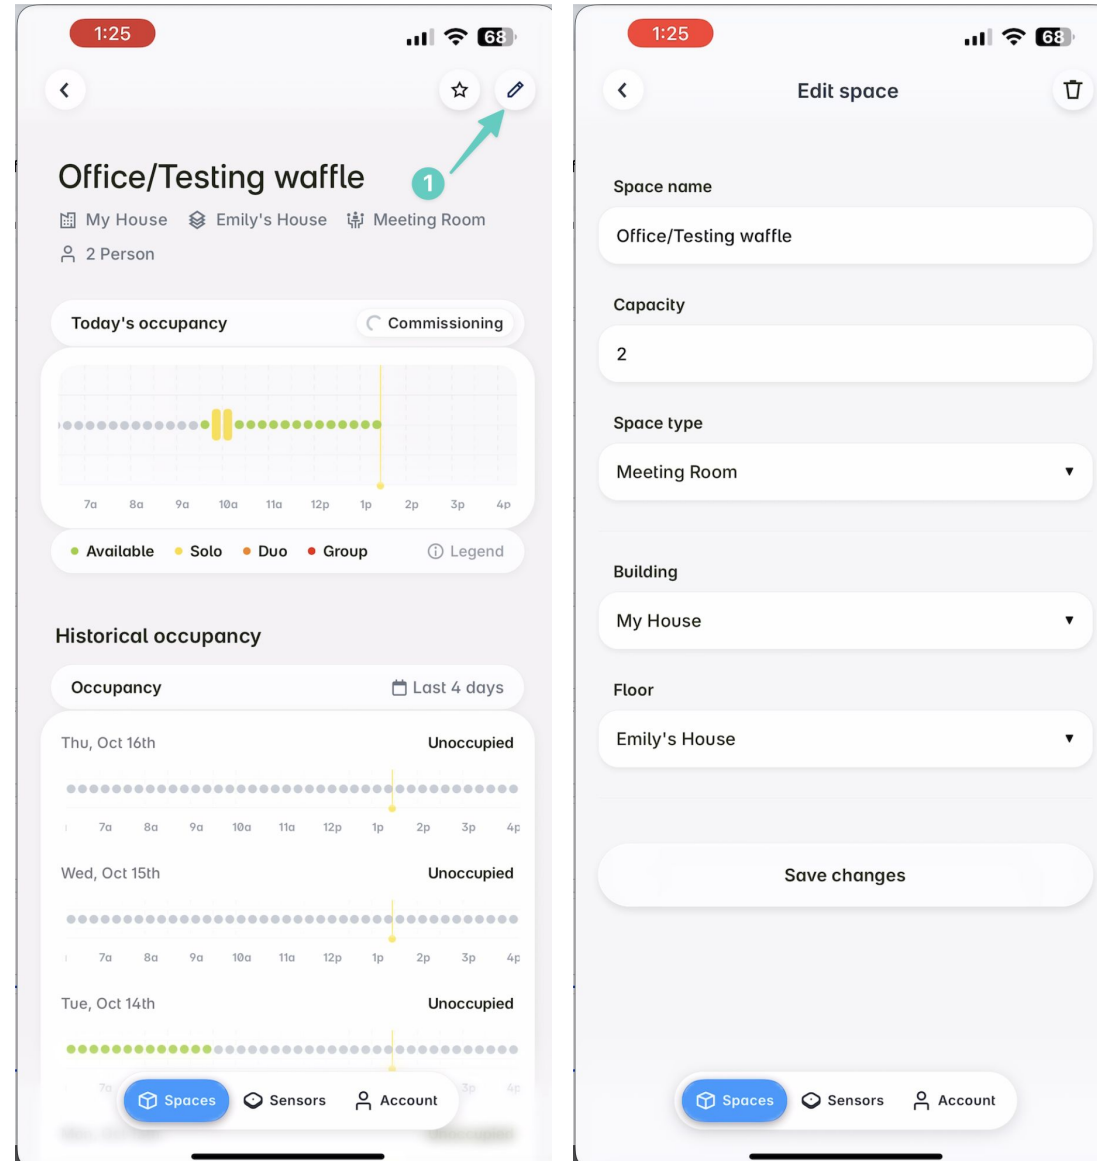 1:25
68
1
Office/Testing waffle
My House Emily's House Meeting Room
2 Person
Today's occupancy Commissioning
7a 8a 9a 10a 11a 12p 1p 2p 3p 4p
Available Solo Duo Group Legend
Historical occupancy
Occupancy Last 4 days
Thu, Oct 16th Unoccupied
7a 8a 9a 10a 11a 12p 1p 2p 3p 4p
Wed, Oct 15th Unoccupied
7a 8a 9a 10a 11a 12p 1p 2p 3p 4p
Tue, Oct 14th Unoccupied
7a 3p 4p
Spaces Sensors Account
1:25
68
Edit space
Space name
Office/Testing waffle
Capacity
2
Space type
Meeting Room
Building
My House
Floor
Emily's House
Save changes
Spaces Sensors Account